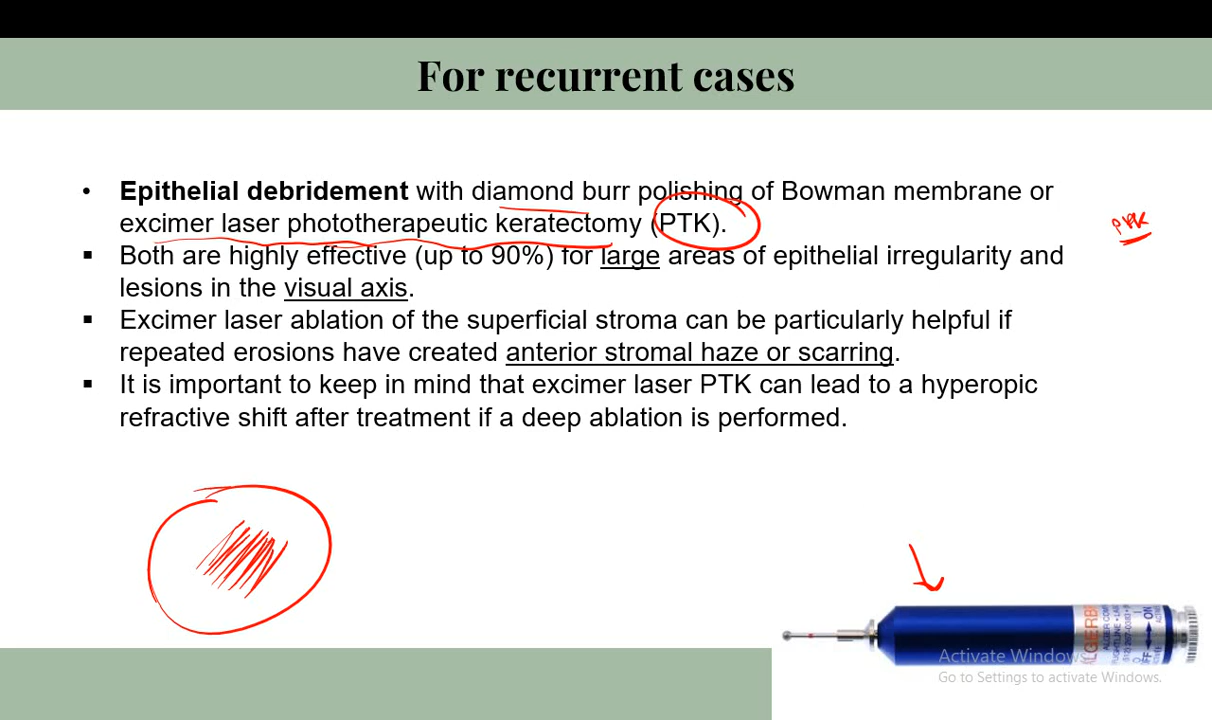 For recurrent cases
• Epithelial debridement with diamond burr polishing of Bowman membrane or
excimer laser phototherapeutic keratectomy (PTK).
PRK
▪ Both are highly effective (up to 90%) for large areas of epithelial irregularity and
lesions in the visual axis.
▪ Excimer laser ablation of the superficial stroma can be particularly helpful if
repeated erosions have created anterior stromal haze or scarring.
▪ It is important to keep in mind that excimer laser PTK can lead to a hyperopic
refractive shift after treatment if a deep ablation is performed.
ON
Activate Windows
Go to Settings to activate Windows.